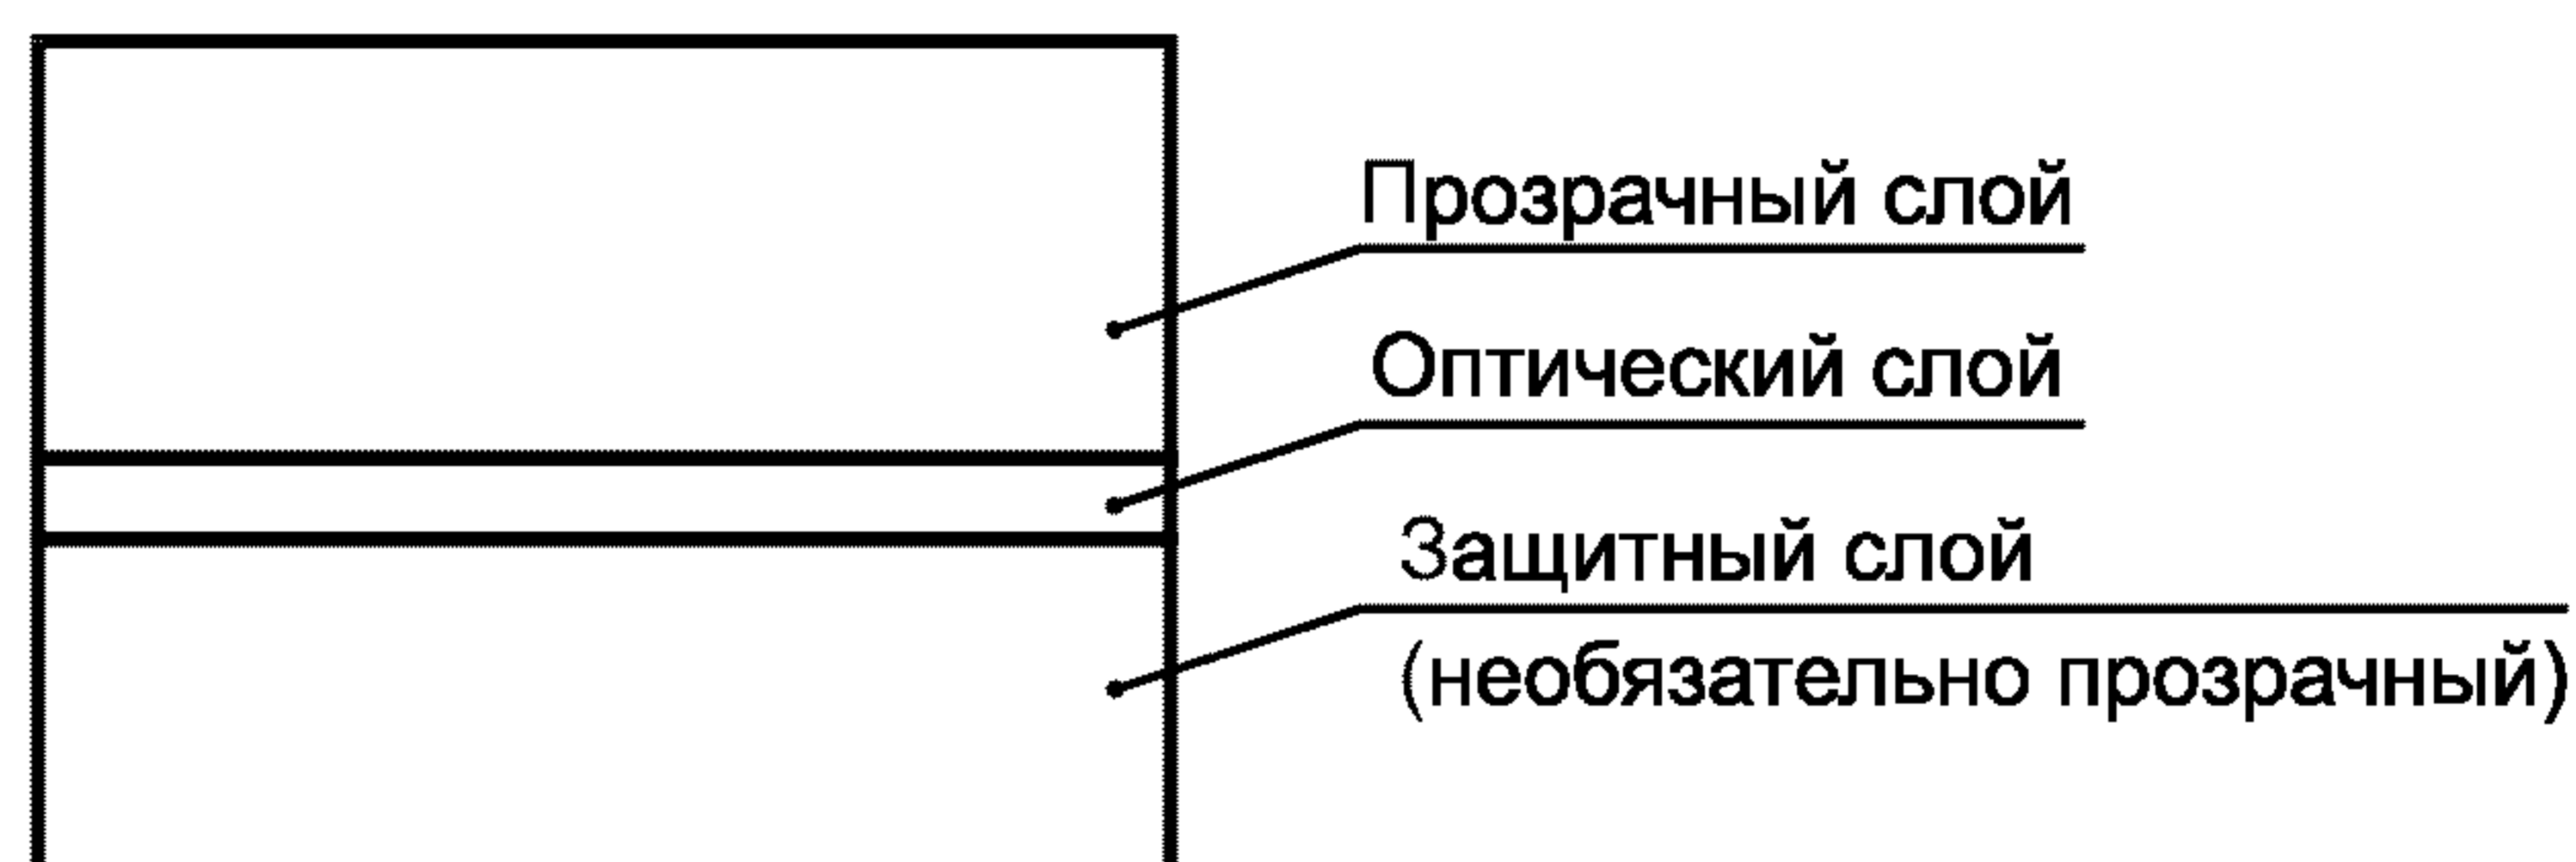 Прозрачный слой
Оптический слой
Защитный слой
(необязательно прозрачный)